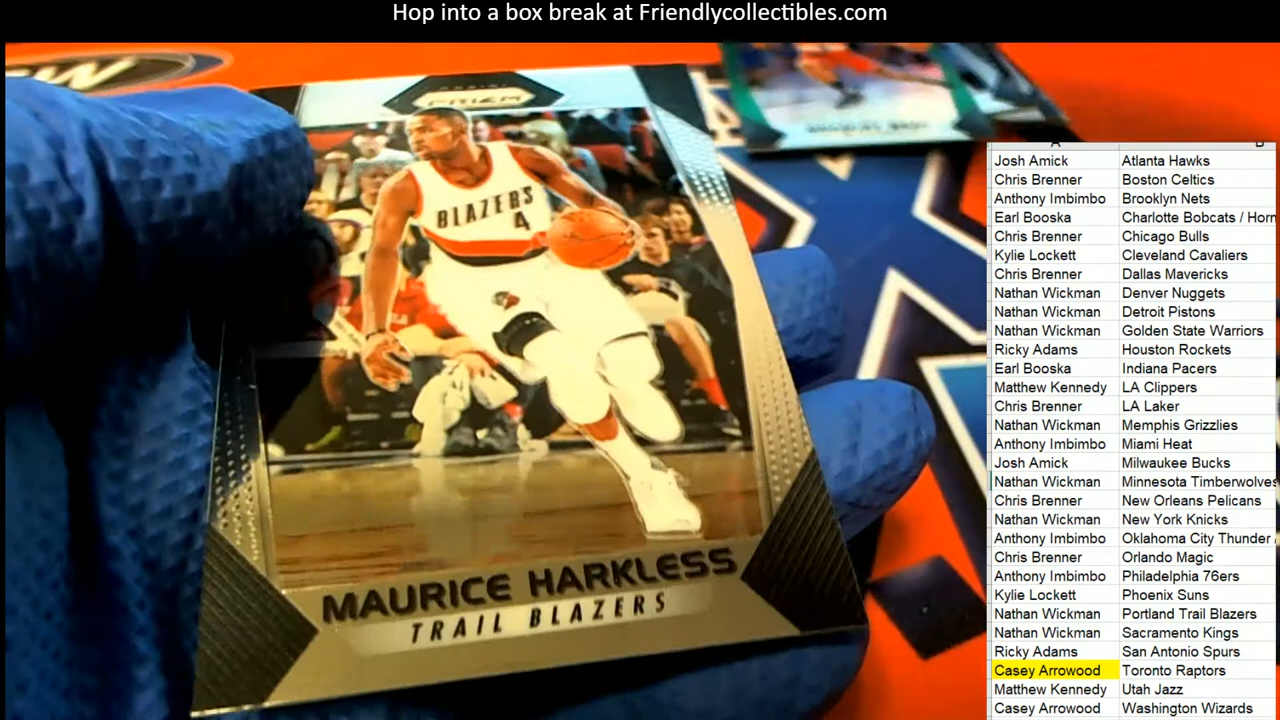 Hop into a box break at Friendlycollectibles.com
PRIZM
BLAZERS
4
MAURICE HARKLESS
TRAIL BLAZERS
A B
Josh Amick Atlanta Hawks
Chris Brenner Boston Celtics
Anthony Imbimbo Brooklyn Nets
Earl Booska Charlotte Bobcats / Horn
Chris Brenner Chicago Bulls
Kylie Lockett Cleveland Cavaliers
Chris Brenner Dallas Mavericks
Nathan Wickman Denver Nuggets
Nathan Wickman Detroit Pistons
Nathan Wickman Golden State Warriors
Ricky Adams Houston Rockets
Earl Booska Indiana Pacers
Matthew Kennedy LA Clippers
Chris Brenner LA Laker
Nathan Wickman Memphis Grizzlies
Anthony Imbimbo Miami Heat
Josh Amick Milwaukee Bucks
Nathan Wickman Minnesota Timberwolves
Chris Brenner New Orleans Pelicans
Nathan Wickman New York Knicks
Anthony Imbimbo Oklahoma City Thunder
Chris Brenner Orlando Magic
Anthony Imbimbo Philadelphia 76ers
Kylie Lockett Phoenix Suns
Nathan Wickman Portland Trail Blazers
Nathan Wickman Sacramento Kings
Ricky Adams San Antonio Spurs
Casey Arrowood Toronto Raptors
Matthew Kennedy Utah Jazz
Casey Arrowood Washington Wizards